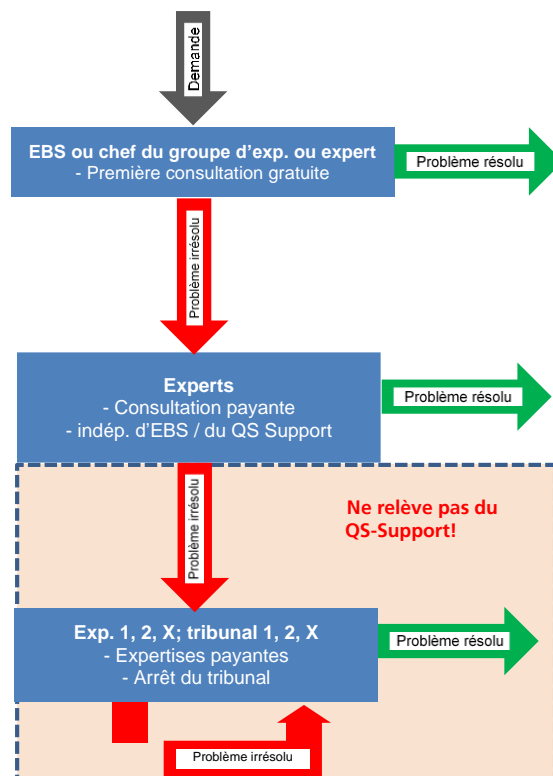 Demande
EBS ou chef du groupe d'exp. ou expert
- Première consultation gratuite
Problème résolu
Problème irrésolu
Experts
- Consultation payante
- indép. d'EBS / du QS Support
Problème résolu
Problème irrésolu
Ne relève pas du
QS-Support!
Exp. 1, 2, X; tribunal 1, 2, X
- Expertises payantes
- Arrêt du tribunal
Problème résolu
Problème irrésolu